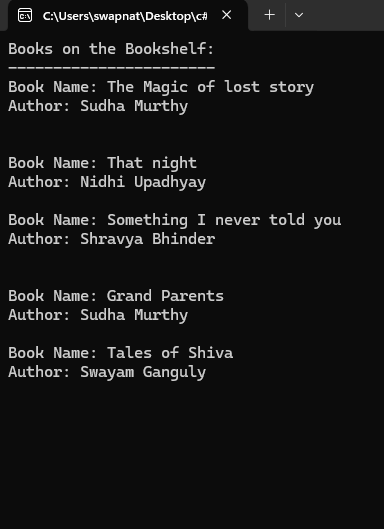 C:\Users\swapnat\Desktop\c#
Books on the Bookshelf:
-----------------------
Book Name: The Magic of lost story
Author: Sudha Murthy
Book Name: That night
Author: Nidhi Upadhyay
Book Name: Something I never told you
Author: Shravya Bhinder
Book Name: Grand Parents
Author: Sudha Murthy
Book Name: Tales of Shiva
Author: Swayam Ganguly